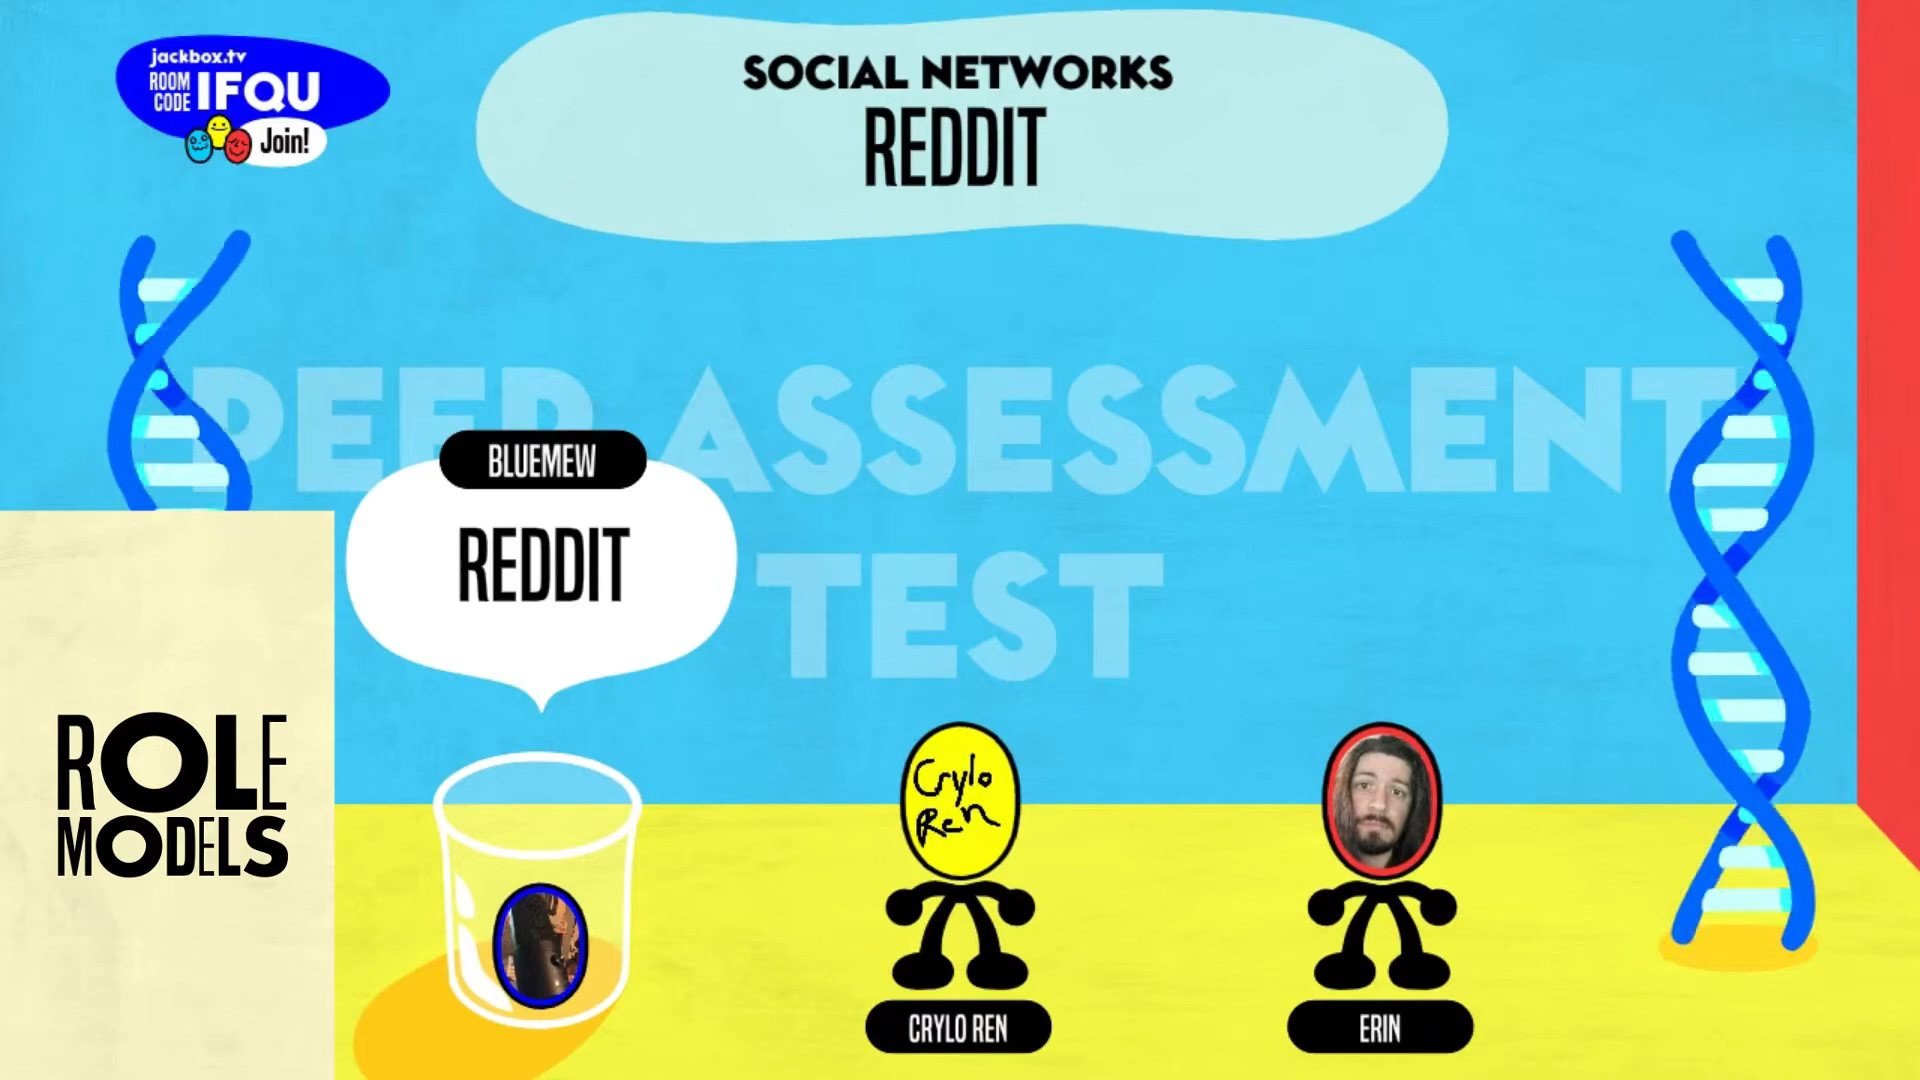 jackbox.tv
ROOM
CODE
IFQU
Join!
SOCIAL NETWORKS
REDDIT
PEER ASSESSMENT
TEST
BLUEMEW
REDDIT
ROLE
MODELS
Crylo
Ren
CRYLO REN
ERIN